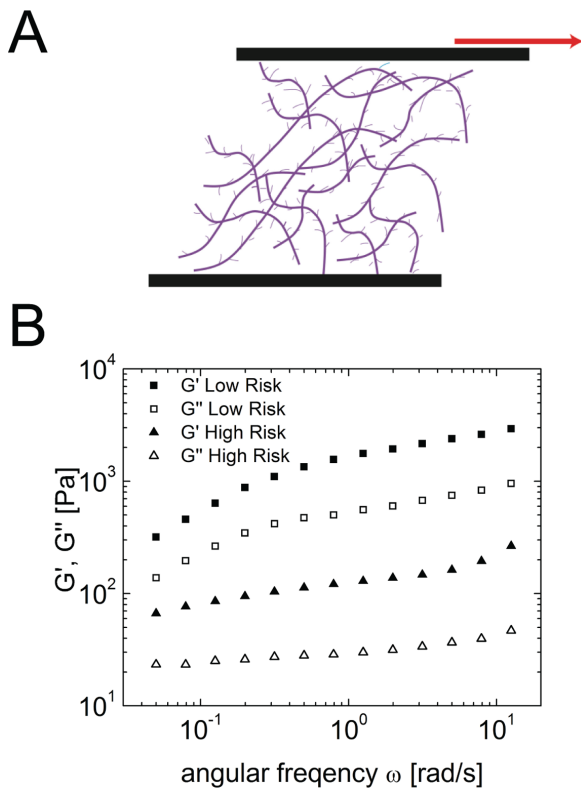 A
B
G' Low Risk
G'' Low Risk
G' High Risk
G'' High Risk
10^4
10^3
10^2
10^1
G', G'' [Pa]
10^-1
10^0
10^1
angular freqency ω [rad/s]